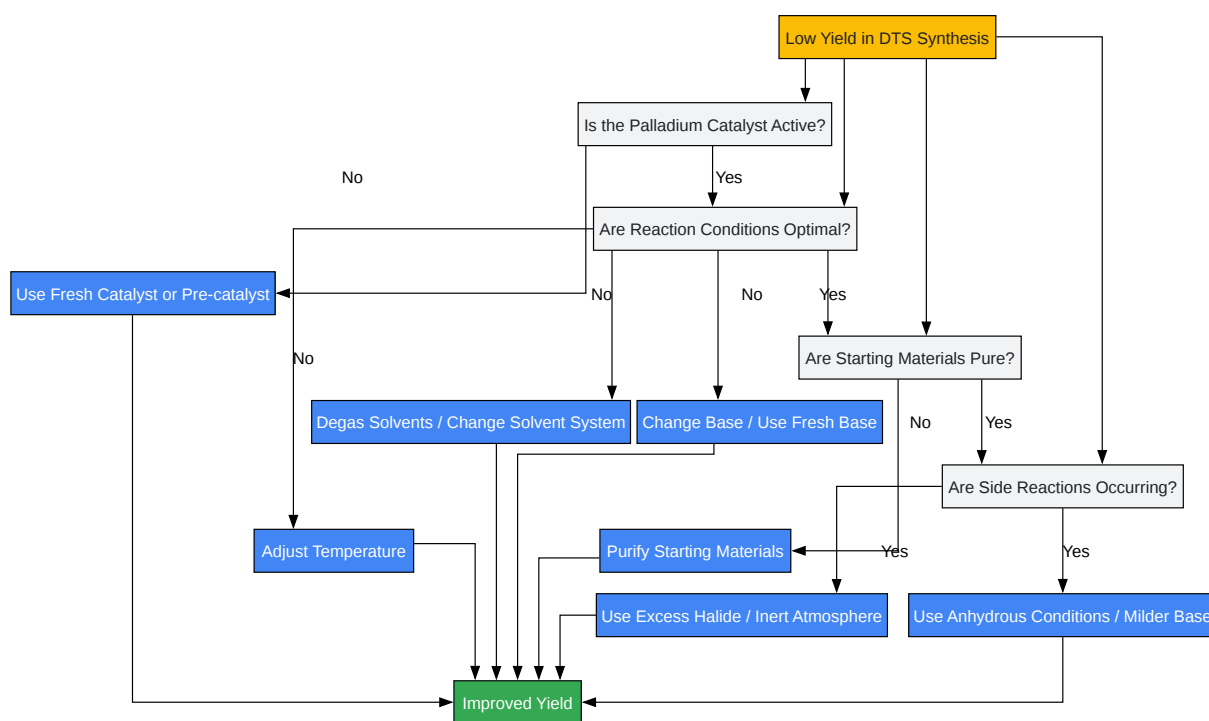 Low Yield in DTS Synthesis
Is the Palladium Catalyst Active?
No
Yes
Are Reaction Conditions Optimal?
Use Fresh Catalyst or Pre-catalyst
No
No
Yes
No
Are Starting Materials Pure?
Degas Solvents / Change Solvent System
Change Base / Use Fresh Base
No
Yes
Are Side Reactions Occurring?
Adjust Temperature
Purify Starting Materials
Yes
Yes
Use Excess Halide / Inert Atmosphere
Use Anhydrous Conditions / Milder Base
Improved Yield